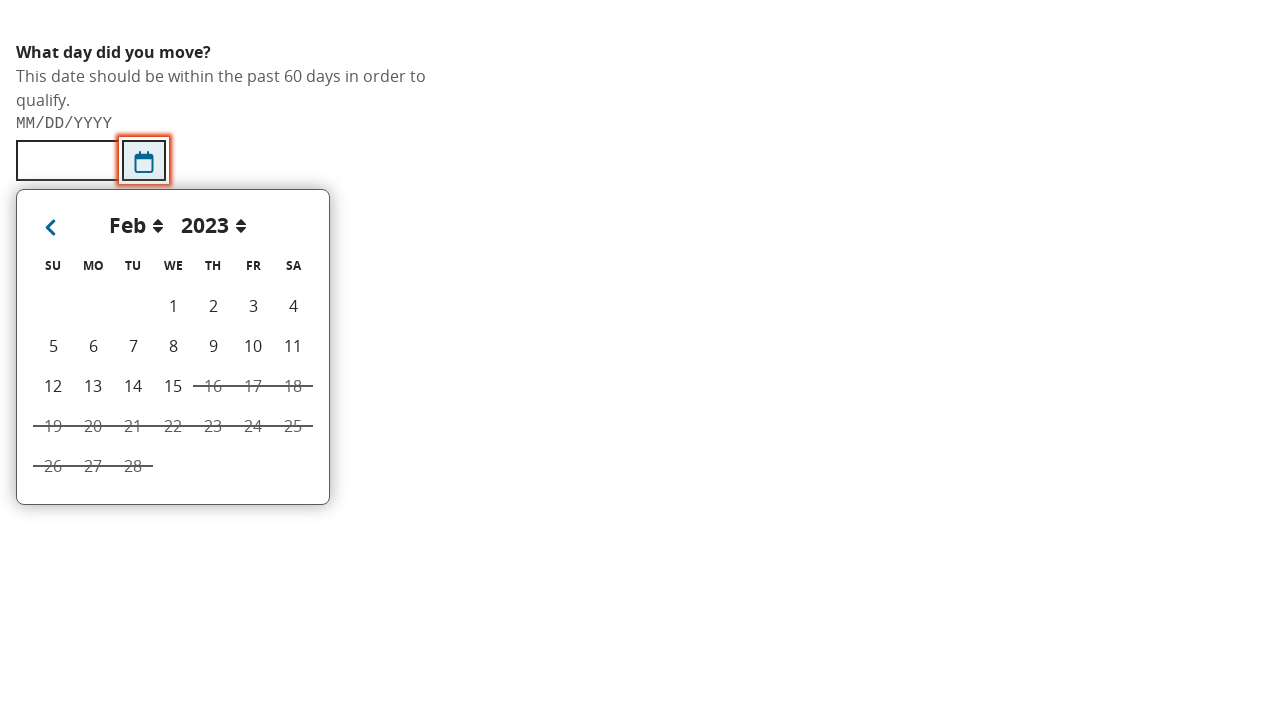 What day did you move?
This date should be within the past 60 days in order to
qualify.
MM/DD/YYYY
Feb 2023
SU MO TU WE TH FR SA
1 2 3 4
5 6 7 8 9 10 11
12 13 14 15 16 17 18
19 20 21 22 23 24 25
26 27 28